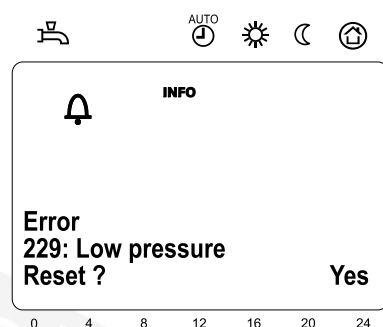 AUTO
INFO
Error
229: Low pressure
Reset ? Yes
0 4 8 12 16 20 24